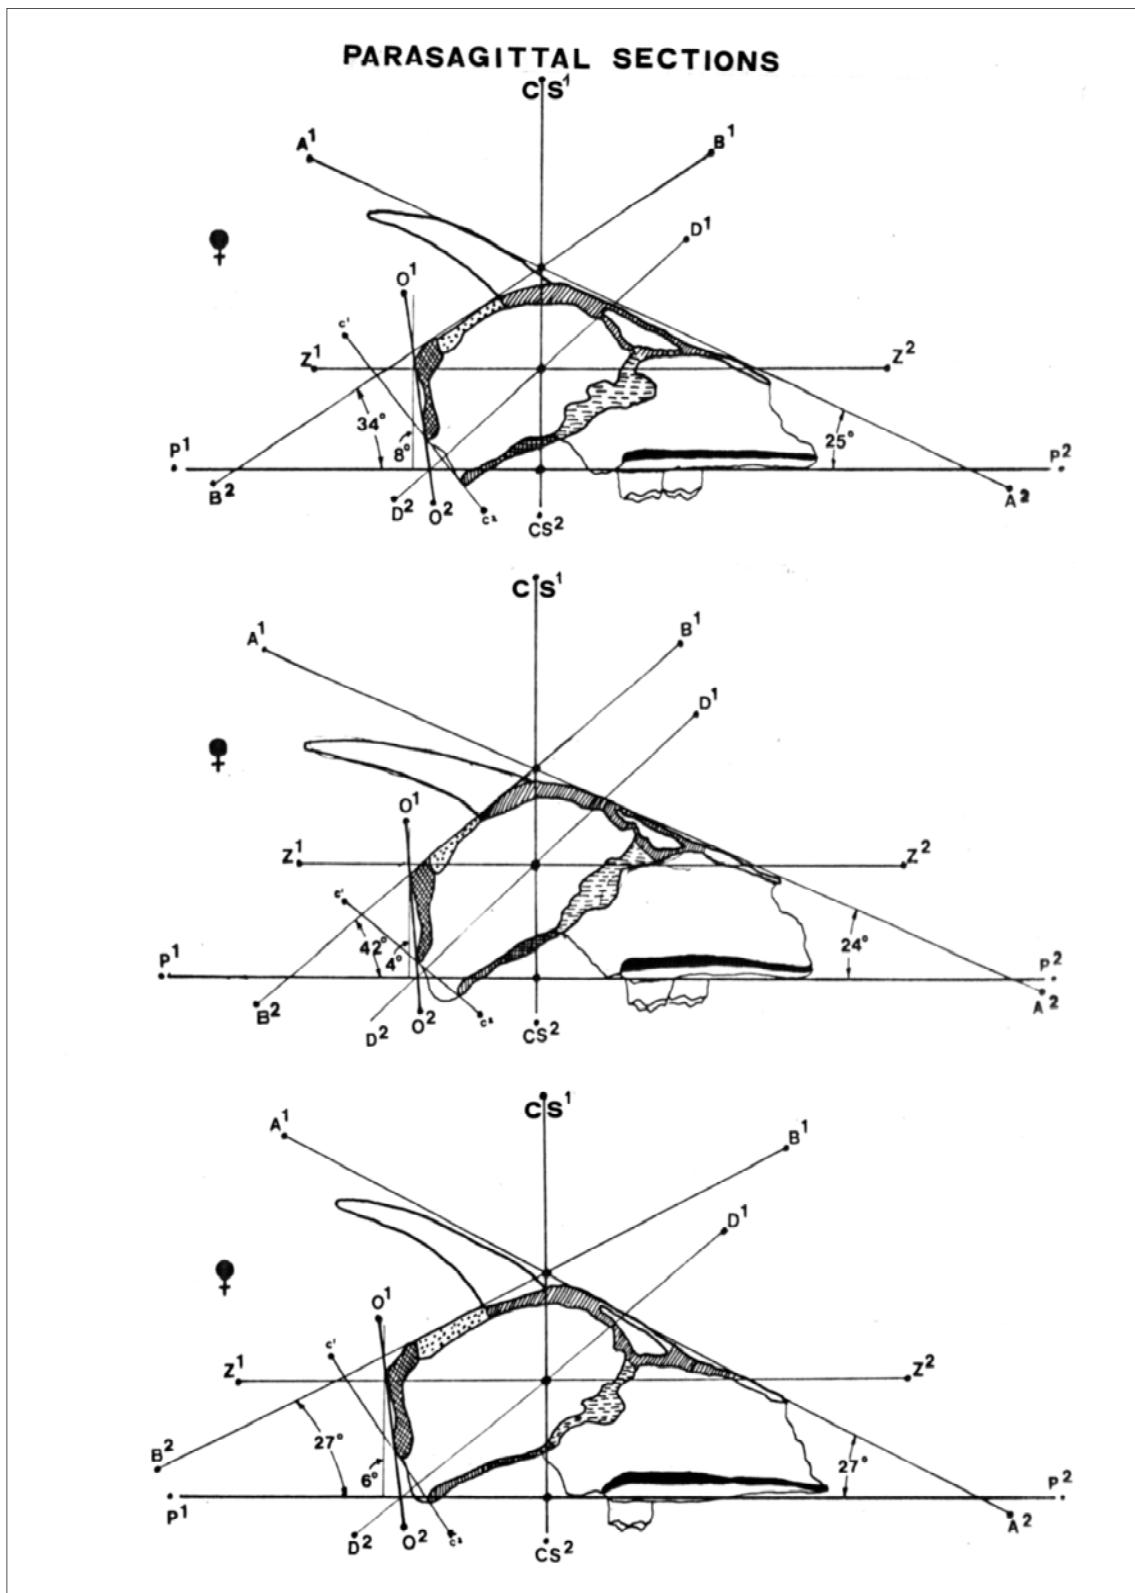 PARASAGITTAL SECTIONS
CS¹
A¹
B¹
D¹
♀
O¹
c'
Z¹
Z²
34°
8°
25°
P¹
P²
B²
D²
O²
c²
CS²
A²
CS¹
A¹
B¹
D¹
♀
O¹
Z¹
Z²
c'
42°
4°
24°
P¹
P²
B²
D²
O²
c²
CS²
A²
CS¹
A¹
B¹
D¹
♀
O¹
c'
Z¹
Z²
B²
27°
6°
27°
P¹
P²
D²
O²
c²
CS²
A²